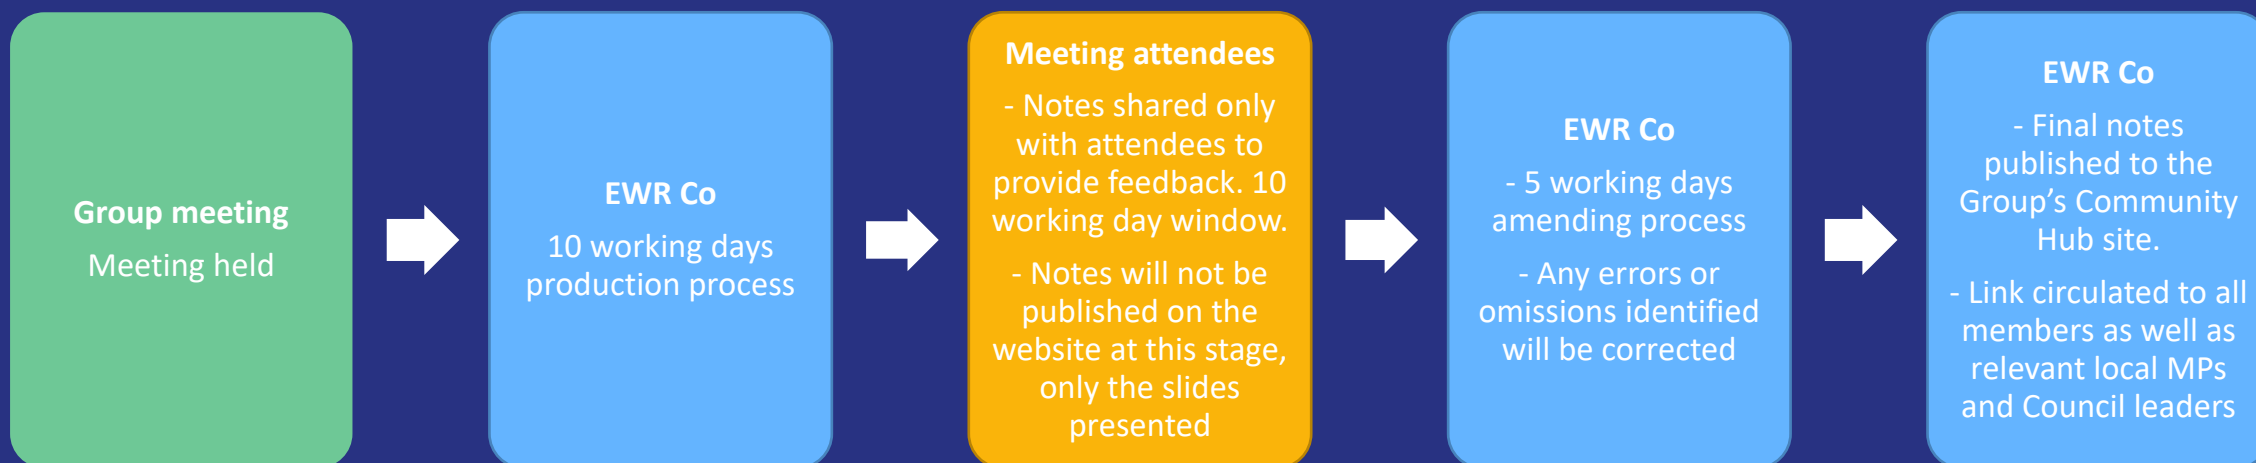 Group meeting
Meeting held
EWR Co
10 working days
production process
Meeting attendees
- Notes shared only
with attendees to
provide feedback. 10
working day window.
- Notes will not be
published on the
website at this stage,
only the slides
presented
EWR Co
- 5 working days
amending process
- Any errors or
omissions identified
will be corrected
EWR Co
- Final notes
published to the
Group’s Community
Hub site.
- Link circulated to all
members as well as
relevant local MPs
and Council leaders